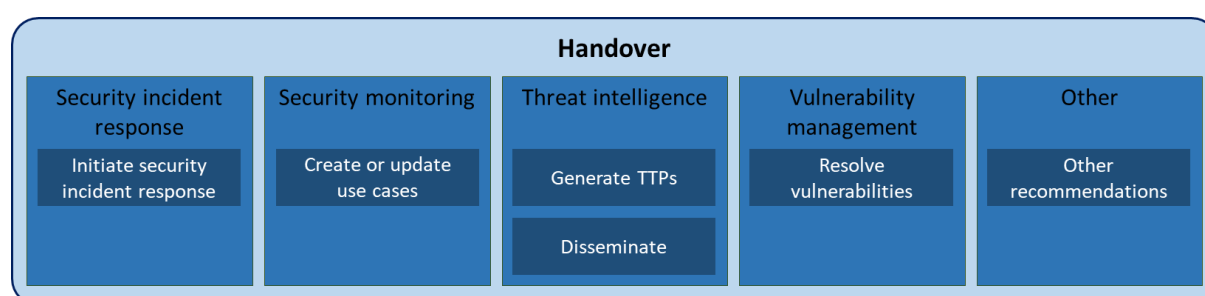 Handover
Security incident
response
Initiate security
incident response
Security monitoring
Create or update
use cases
Threat intelligence
Generate TTPs
Disseminate
Vulnerability
management
Resolve
vulnerabilities
Other
Other
recommendations